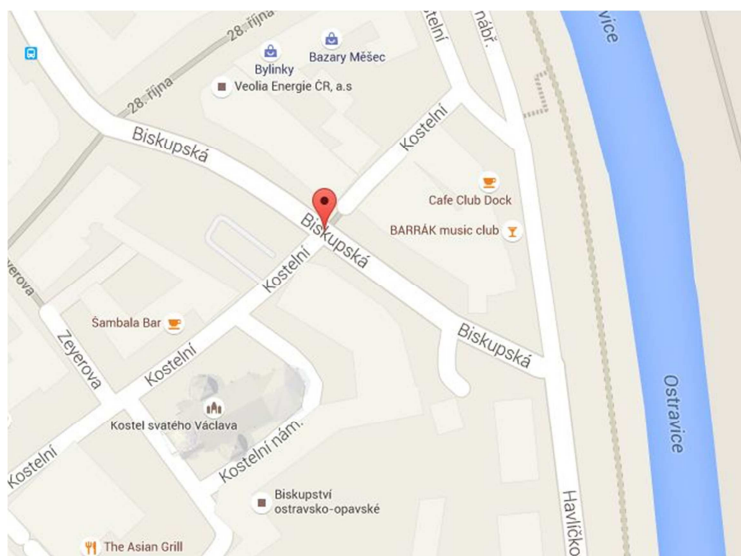 28. října
Bylinky
Bazary Měšec
Veolia Energie ČR, a.s
28. října
Kostelní
nábř.
Ostravice
Biskupská
Kostelní
Cafe Club Dock
BARRÁK music club
Biskupská
Kostelní
Šambala Bar
Zeyerova
Kostelní
Biskupská
Ostravice
Kostel svatého Václava
Kostelní nám.
Kostelní
Biskupství
ostravsko-opavské
The Asian Grill